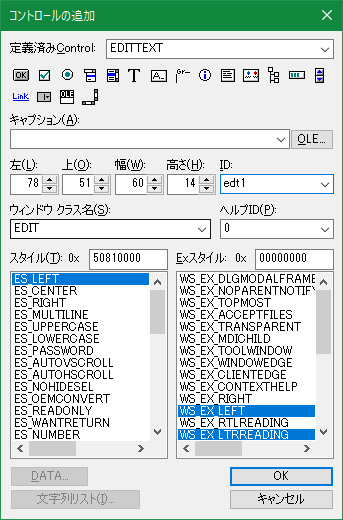 コントロールの追加
定義済みControl: EDITTEXT
OK
Link
OLE
キャプション(A):
OLE...
左(L): 上(O): 幅(W): 高さ(H): ID:
78 51 60 14 edt1
ウィンドウ クラス名(S): ヘルプID(P):
EDIT 0
スタイル(T): 0x 50810000 Exスタイル: 0x 00000000
ES_LEFT
ES_CENTER
ES_RIGHT
ES_MULTILINE
ES_UPPERCASE
ES_LOWERCASE
ES_PASSWORD
ES_AUTOVSCROLL
ES_AUTOHSCROLL
ES_NOHIDESEL
ES_OEMCONVERT
ES_READONLY
ES_WANTRETURN
ES_NUMBER
WS_EX_DLGMODALFRAME
WS_EX_NOPARENTNOTIFY
WS_EX_TOPMOST
WS_EX_ACCEPTFILES
WS_EX_TRANSPARENT
WS_EX_MDICHILD
WS_EX_TOOLWINDOW
WS_EX_WINDOWEDGE
WS_EX_CLIENTEDGE
WS_EX_CONTEXTHELP
WS_EX_RIGHT
WS_EX_LEFT
WS_EX_RTLREADING
WS_EX_LTRREADING
DATA... OK
文字列リスト(I)... キャンセル